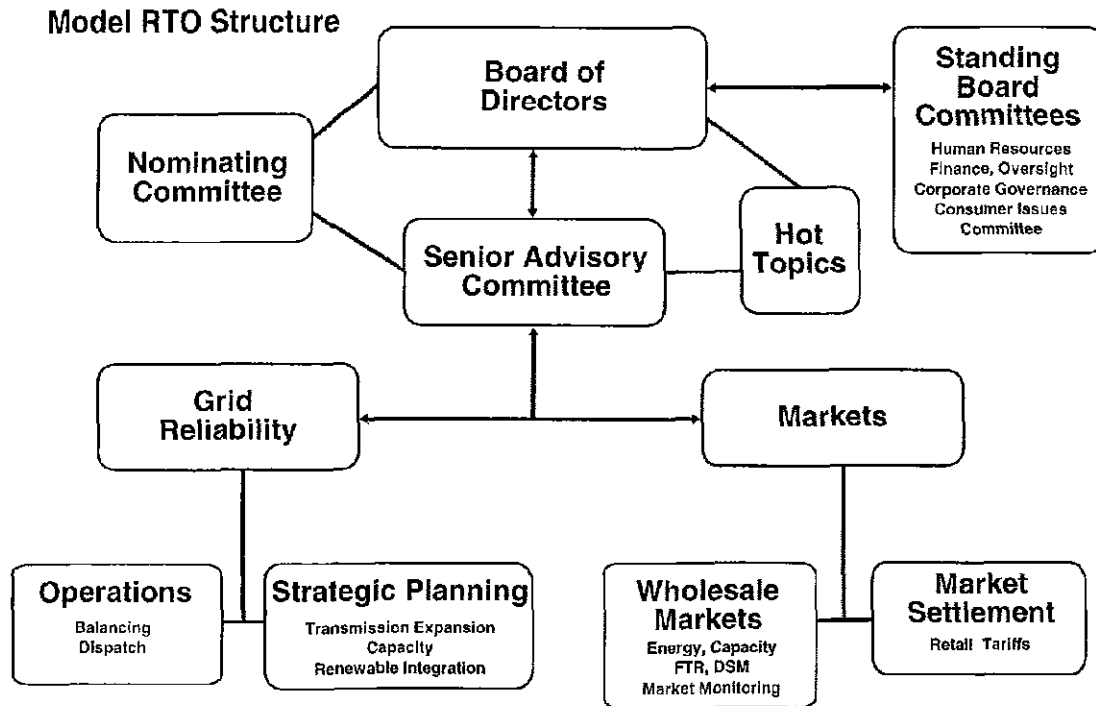 Model RTO Structure
Board of
Directors
Standing
Board
Committees
Human Resources
Finance, Oversight
Corporate Governance
Consumer Issues
Committee
Nominating
Committee
Hot
Topics
Senior Advisory
Committee
Grid
Reliability
Markets
Operations
Balancing
Dispatch
Strategic Planning
Transmission Expansion
Capacity
Renewable Integration
Wholesale
Markets
Energy, Capacity
FTR, DSM
Market Monitoring
Market
Settlement
Retail Tariffs